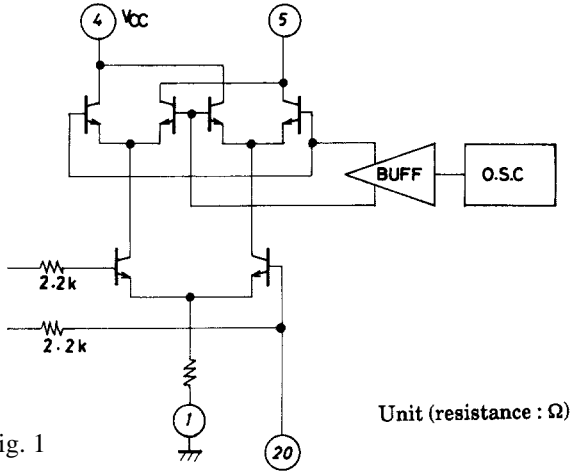 4 VCC 5
BUFF O.S.C
2.2k
2.2k
1
Unit (resistance : Ω)
ig. 1
20